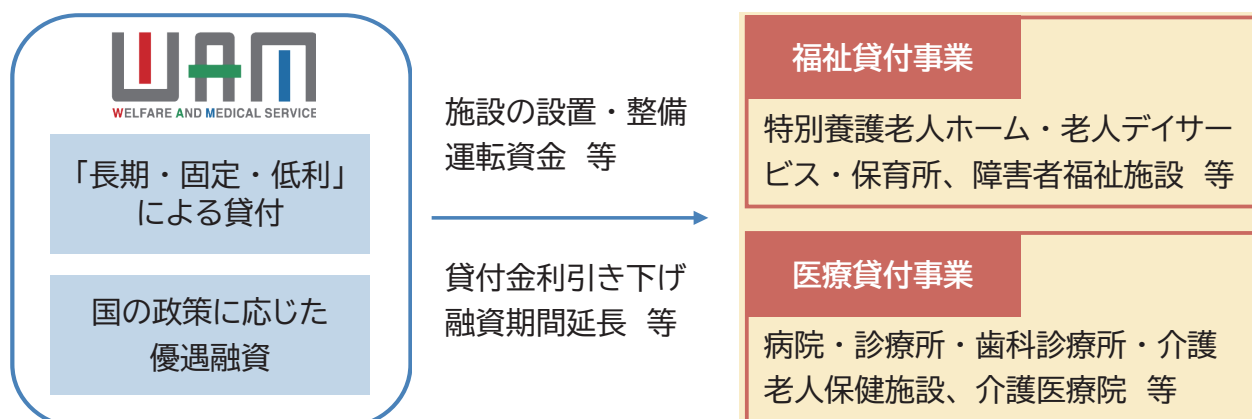 WAM
WELFARE AND MEDICAL SERVICE
「長期・固定・低利」
による貸付
国の政策に応じた
優遇融資
施設の設置・整備
運転資金 等
貸付金利引き下げ
融資期間延長 等
福祉貸付事業
特別養護老人ホーム・老人デイサー
ビス・保育所、障害者福祉施設 等
医療貸付事業
病院・診療所・歯科診療所・介護
老人保健施設、介護医療院 等